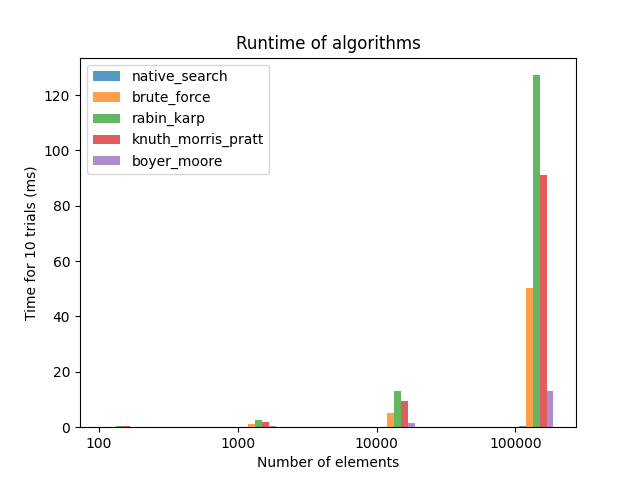 Runtime of algorithms
native_search
brute_force
rabin_karp
knuth_morris_pratt
boyer_moore
Time for 10 trials (ms)
120
100
80
60
40
20
0
100
1000
10000
100000
Number of elements